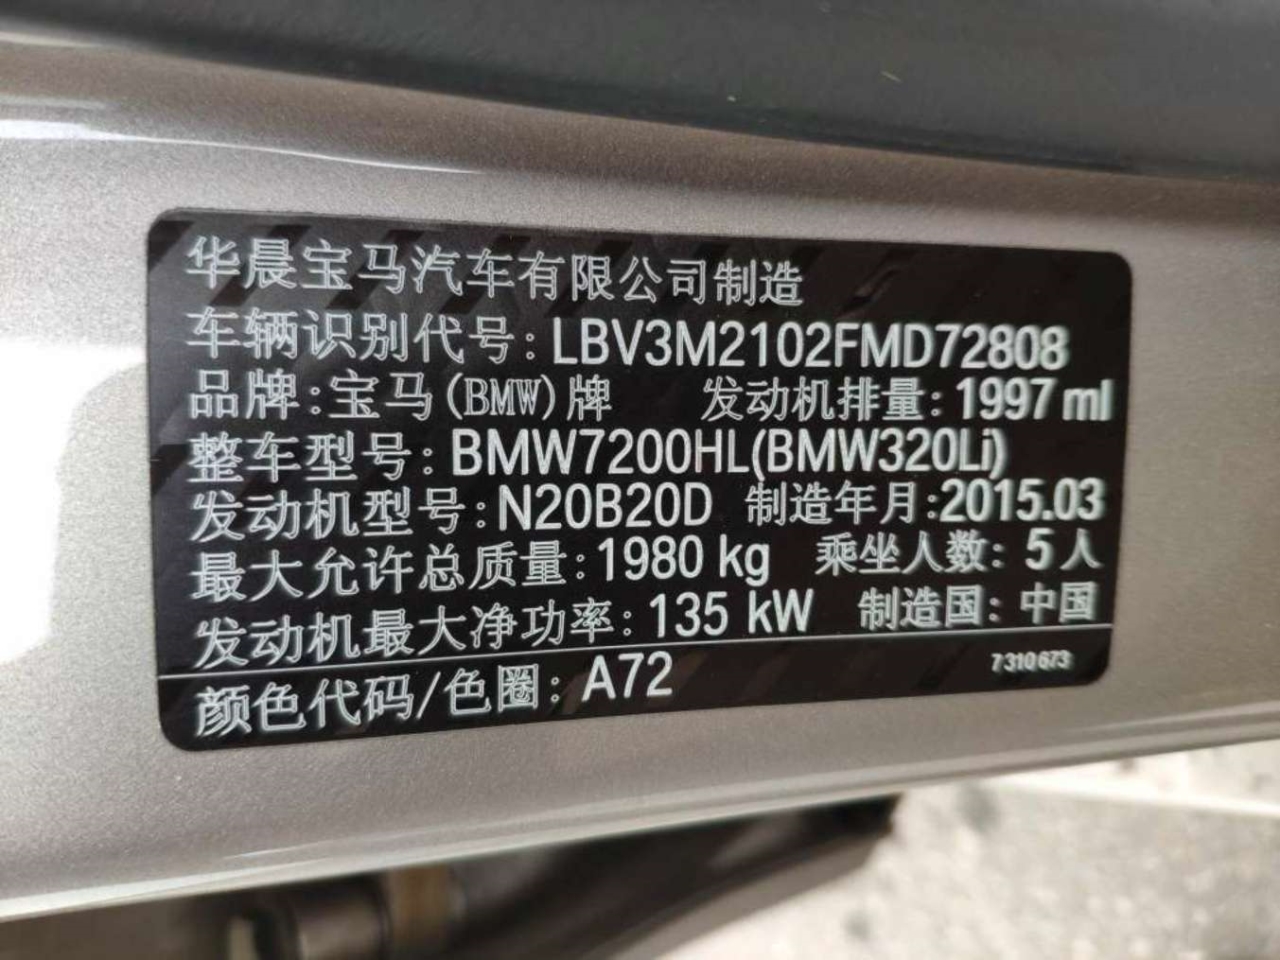 华晨宝马汽车有限公司制造
车辆识别代号: LBV3M2102FMD72808
品牌:宝马(BMW)牌 发动机排量: 1997 ml
整车型号: BMW7200HL(BMW320Li)
发动机型号: N20B20D 制造年月:2015.03
最大允许总质量: 1980 kg 乘坐人数: 5人
发动机最大净功率: 135 kW 制造国: 中国
颜色代码/色圈: A72 7310673